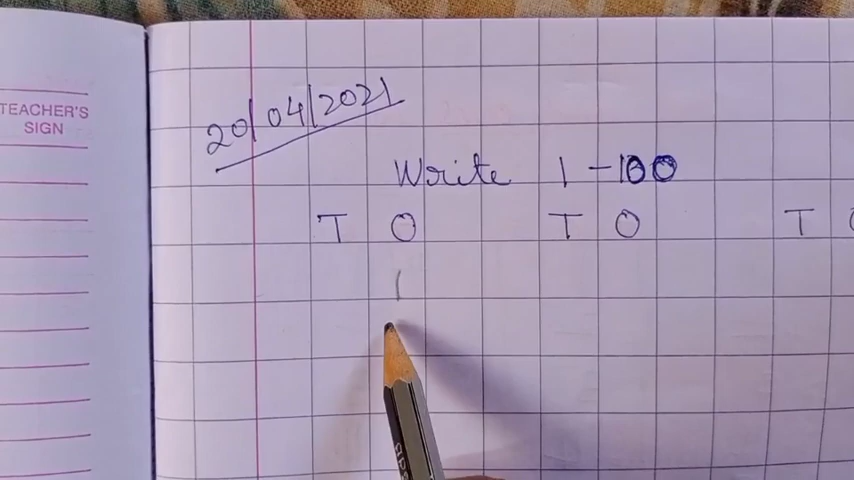 TEACHER'S
SIGN
20/04/2021
Write 1-100
T O T O T O
1